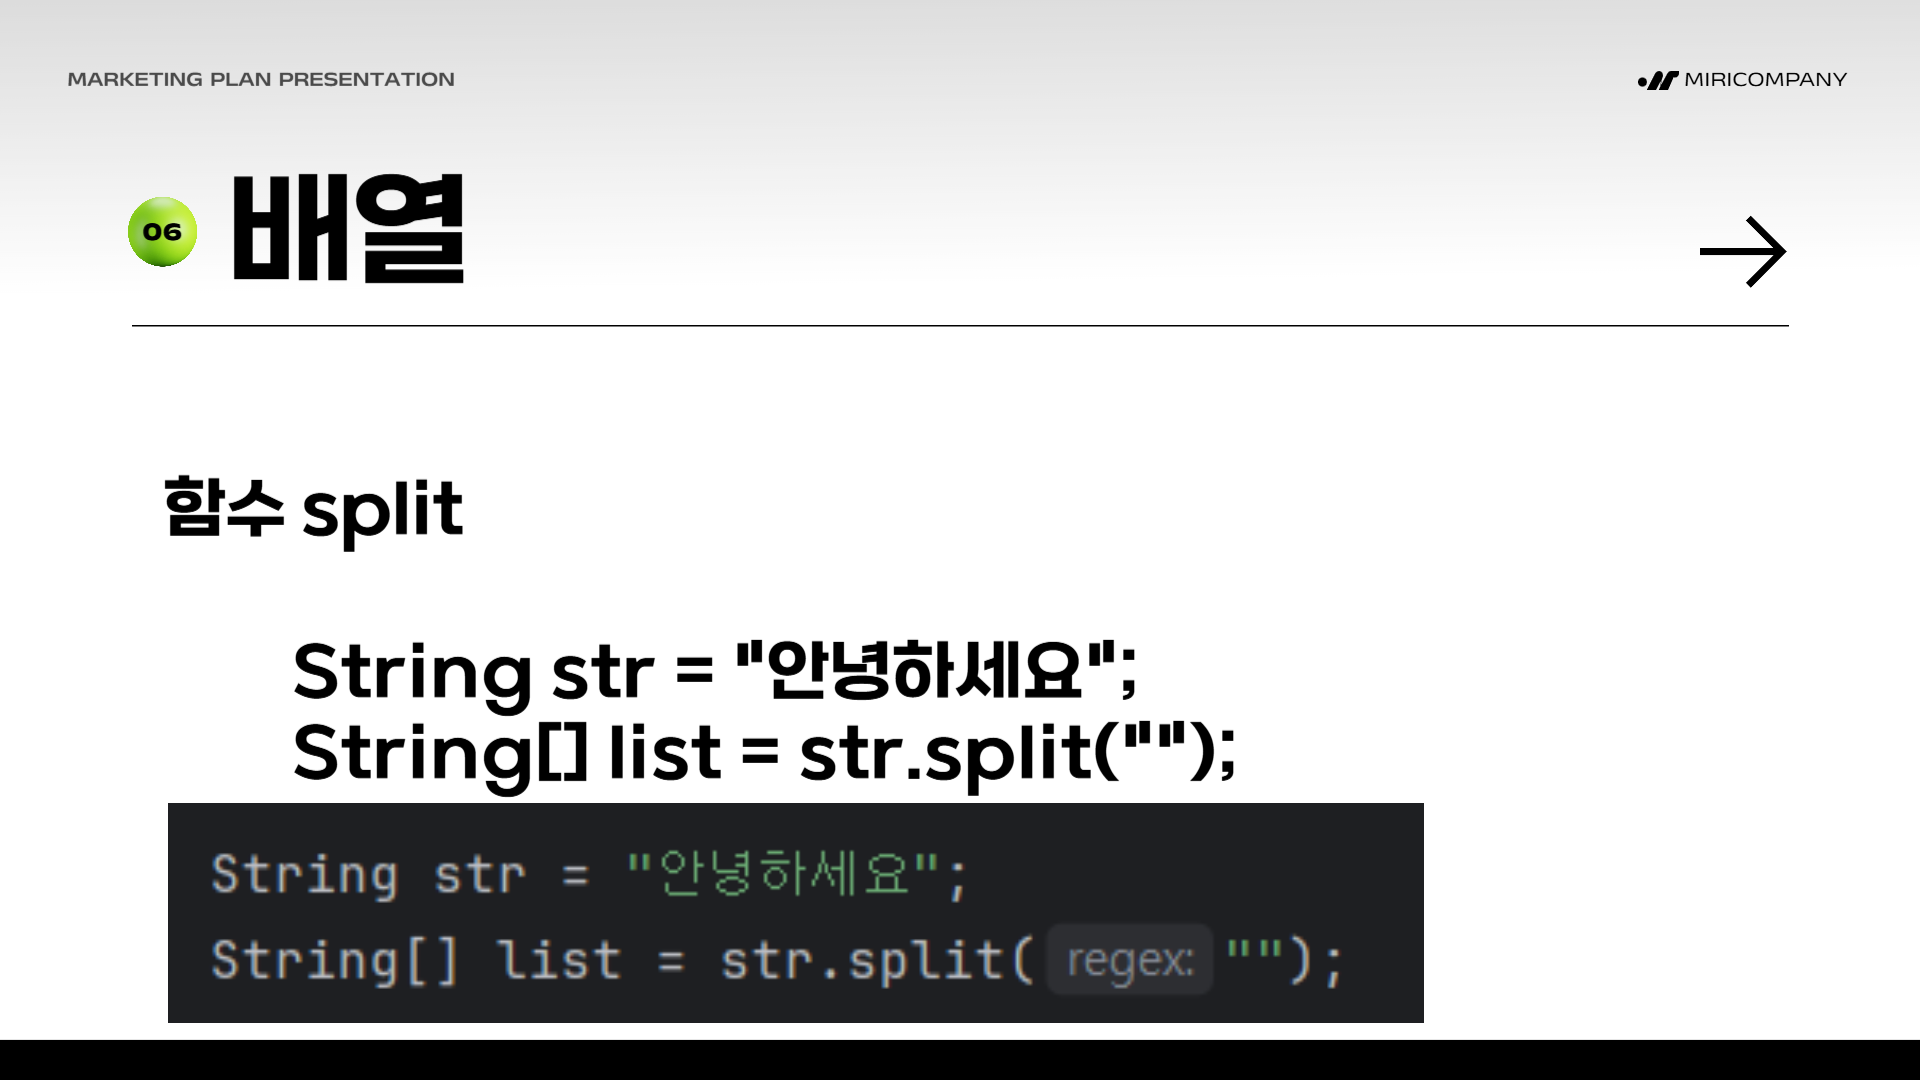 MARKETING PLAN PRESENTATION
MIRICOMPANY
06
배열
함수 split
String str = "안녕하세요";
String[] list = str.split("");
String str = "안녕하세요";
String[] list = str.split( regex: "");